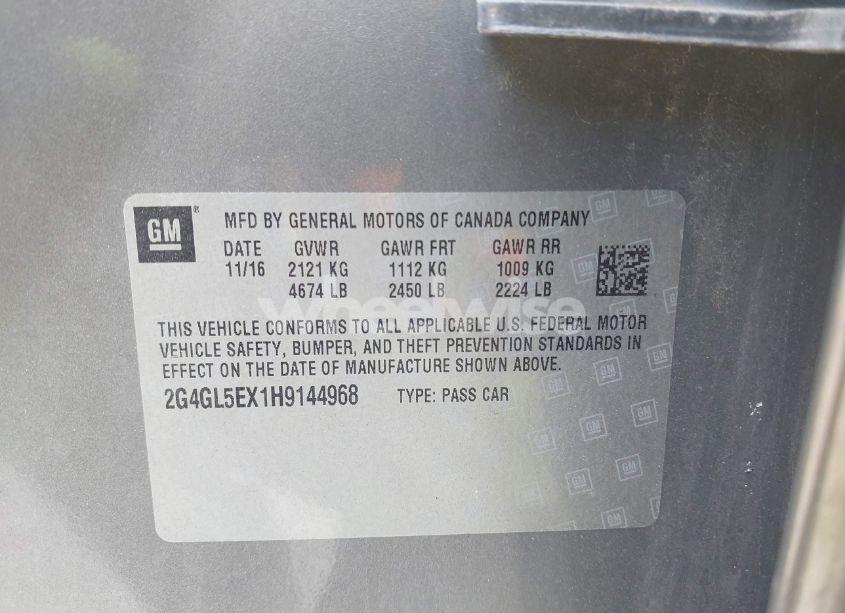 GM ® MFD BY GENERAL MOTORS OF CANADA COMPANY
DATE GVWR GAWR FRT GAWR RR
11/16 2121 KG 1112 KG 1009 KG
4674 LB 2450 LB 2224 LB
wheelwise
THIS VEHICLE CONFORMS TO ALL APPLICABLE U.S. FEDERAL MOTOR
VEHICLE SAFETY, BUMPER, AND THEFT PREVENTION STANDARDS IN
EFFECT ON THE DATE OF MANUFACTURE SHOWN ABOVE.
2G4GL5EX1H9144968 TYPE: PASS CAR